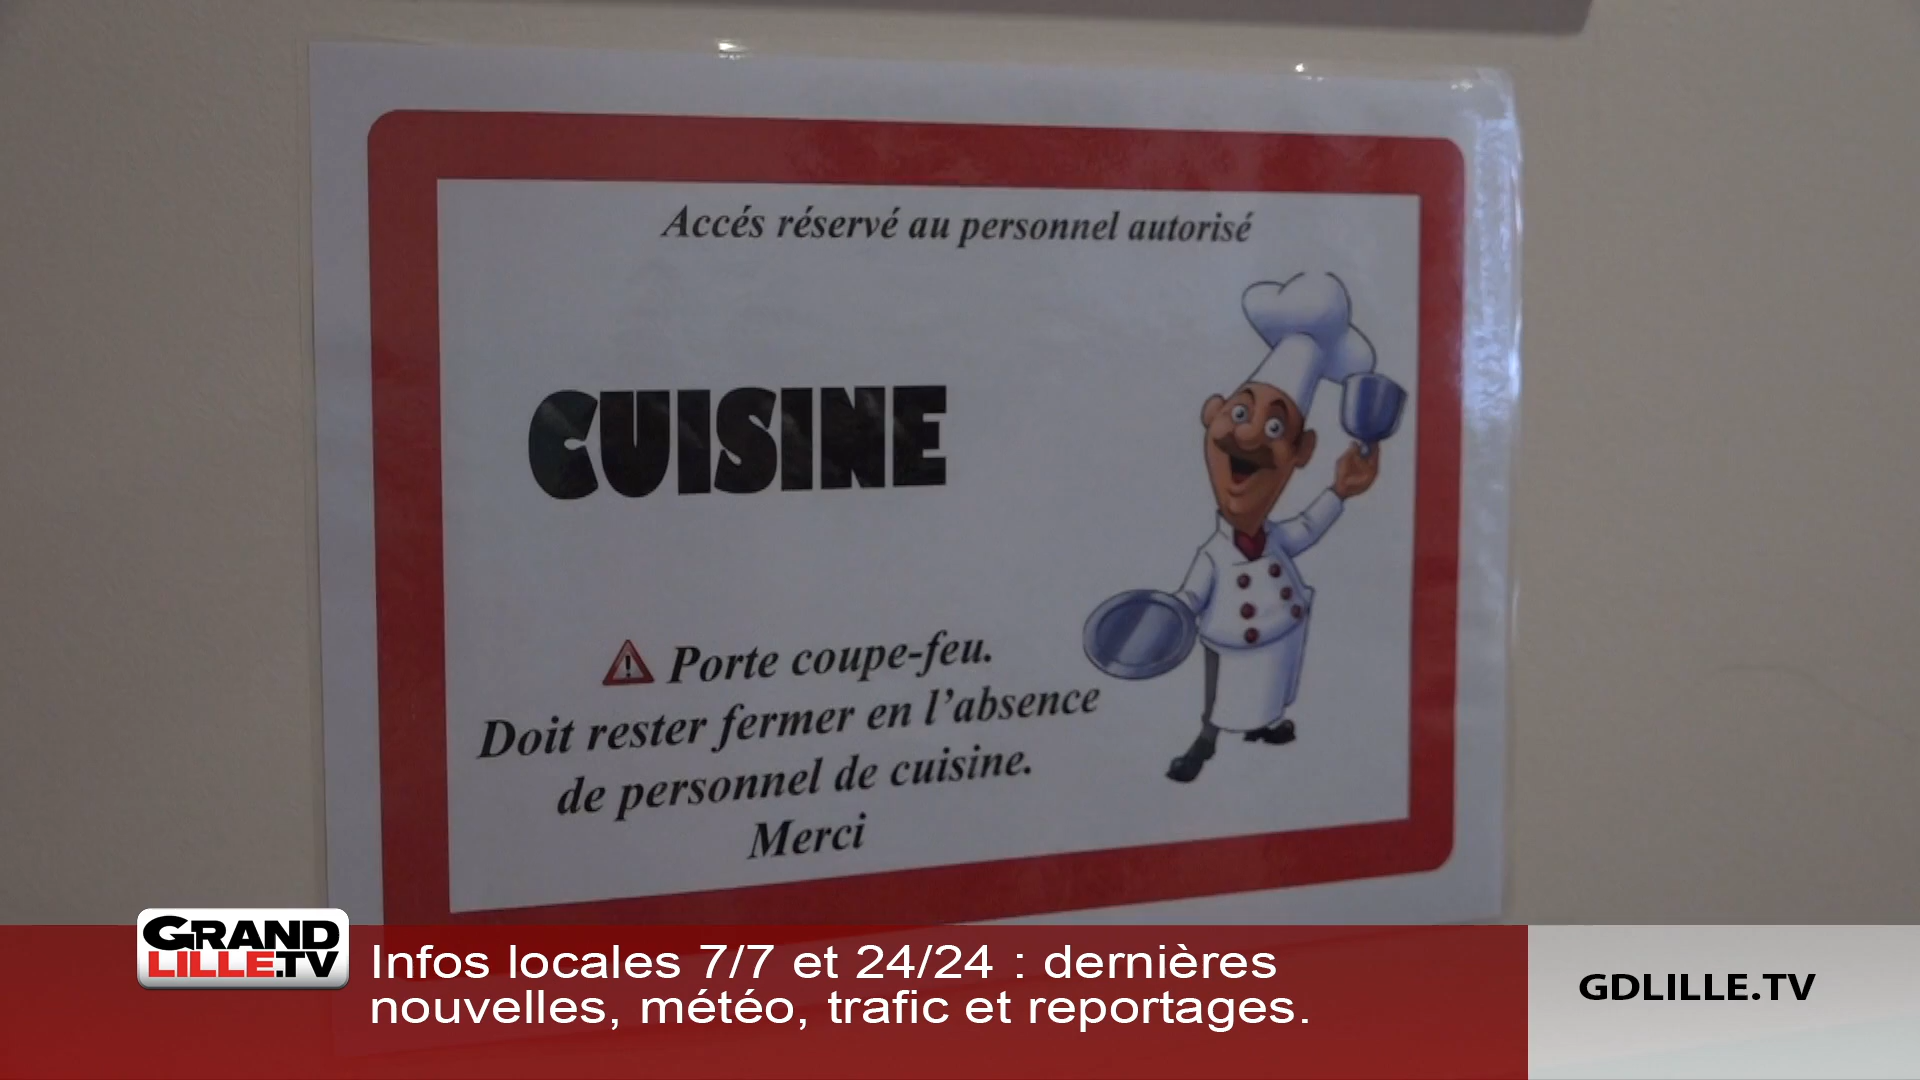 Accés réservé au personnel autorisé
CUISINE
Porte coupe-feu.
Doit rester fermer en l'absence
de personnel de cuisine.
Merci
GRAND
LILLE.TV
Infos locales 7/7 et 24/24 : dernières
nouvelles, météo, trafic et reportages.
GDLILLE.TV